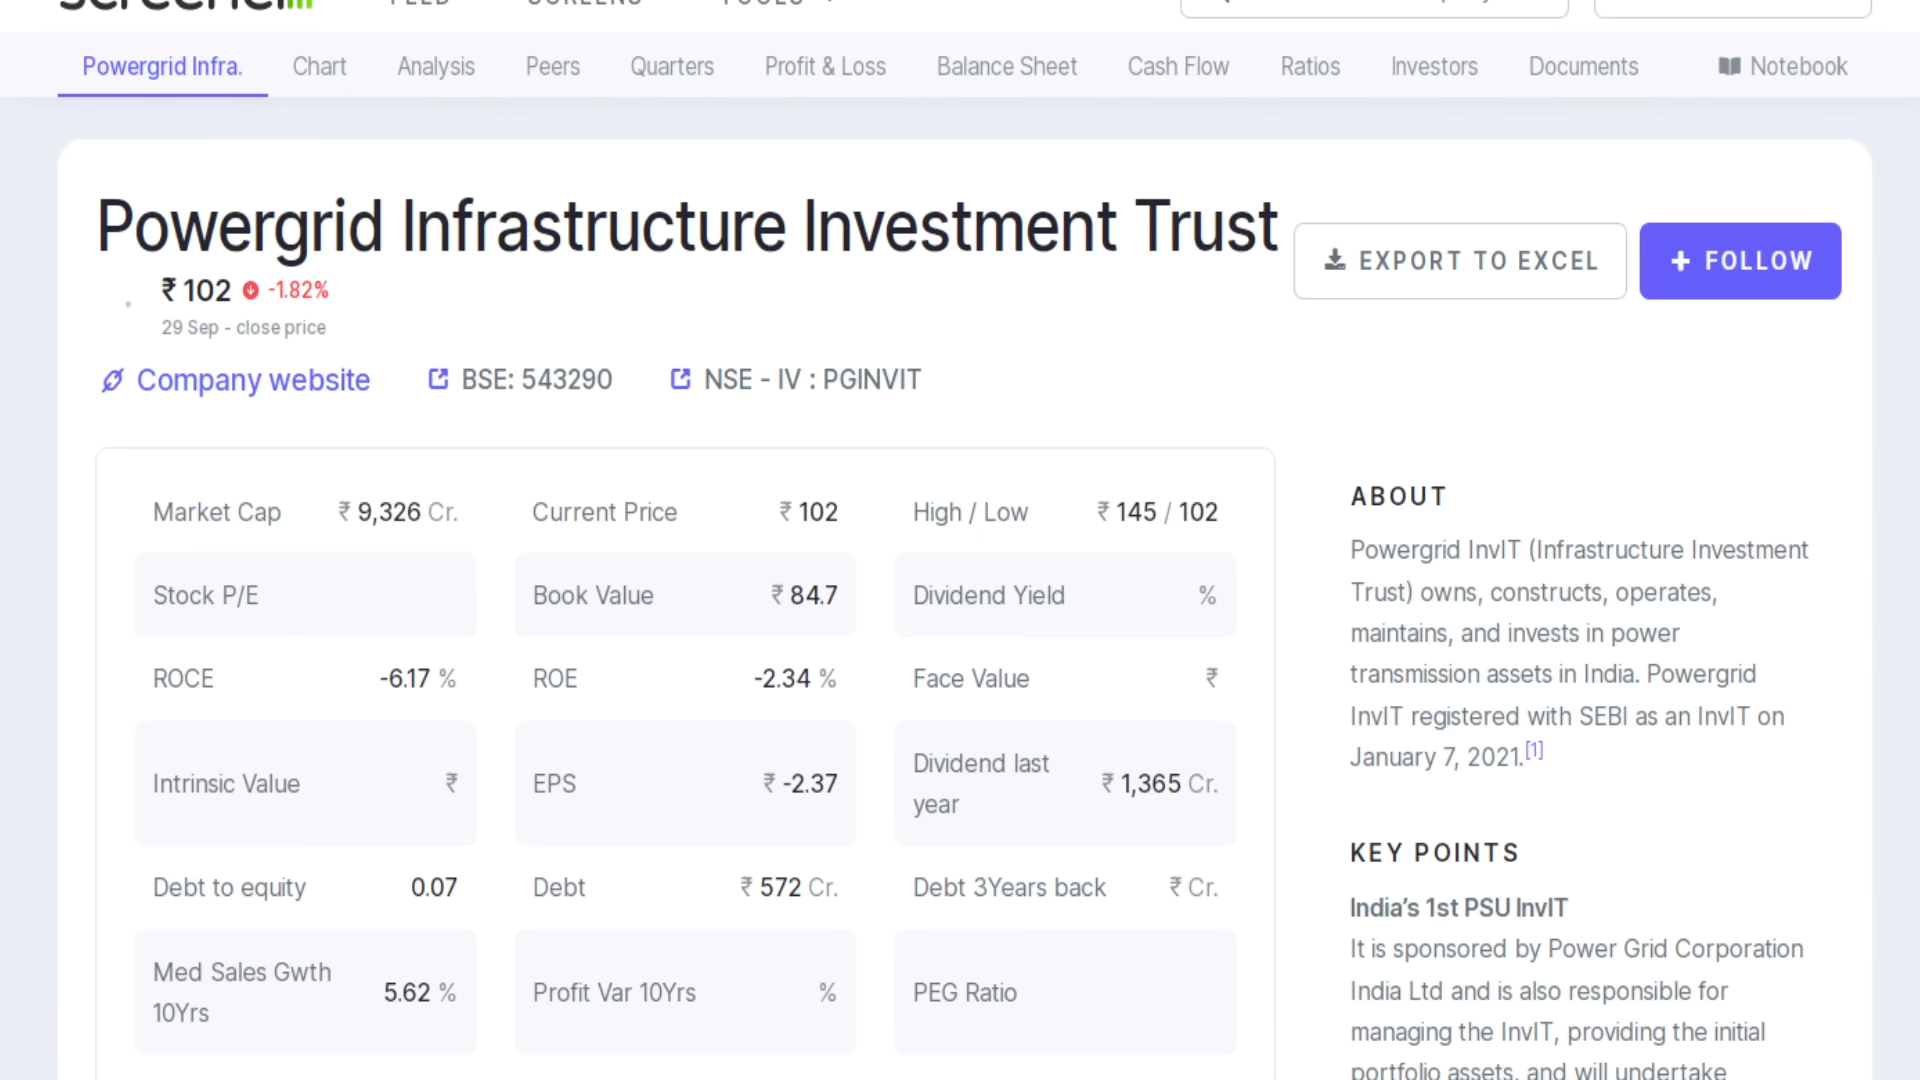 Screener
FEED SCREENS TOOLS
Powergrid Infra. Chart Analysis Peers Quarters Profit & Loss Balance Sheet Cash Flow Ratios Investors Documents Notebook
Powergrid Infrastructure Investment Trust
EXPORT TO EXCEL FOLLOW
₹ 102 -1.82%
29 Sep - close price
Company website BSE: 543290 NSE - IV : PGINVIT
Market Cap ₹ 9,326 Cr. Current Price ₹ 102 High / Low ₹ 145 / 102
Stock P/E Book Value ₹ 84.7 Dividend Yield %
ROCE -6.17 % ROE -2.34 % Face Value ₹
Intrinsic Value ₹ EPS ₹ -2.37 Dividend last
year ₹ 1,365 Cr.
Debt to equity 0.07 Debt ₹ 572 Cr. Debt 3Years back ₹ Cr.
Med Sales Gwth
10Yrs 5.62 % Profit Var 10Yrs % PEG Ratio
ABOUT
Powergrid InvIT (Infrastructure Investment
Trust) owns, constructs, operates,
maintains, and invests in power
transmission assets in India. Powergrid
InvIT registered with SEBI as an InvIT on
January 7, 2021.[1]
KEY POINTS
India’s 1st PSU InvIT
It is sponsored by Power Grid Corporation
India Ltd and is also responsible for
managing the InvIT, providing the initial
portfolio assets, and will undertake